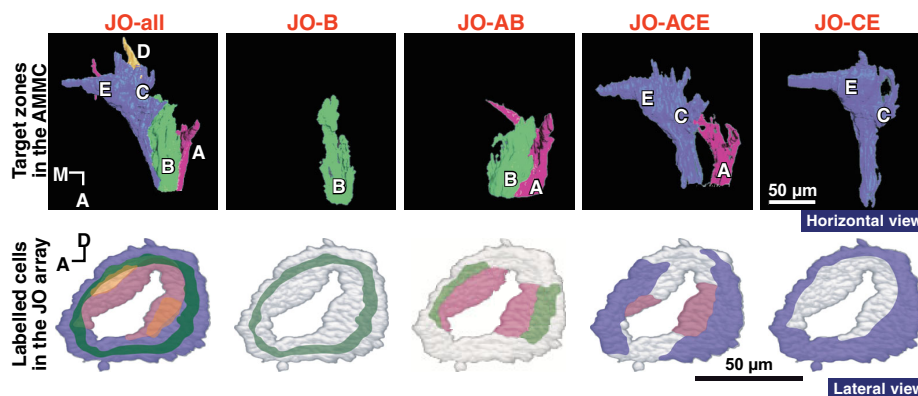 JO-all JO-B JO-AB JO-ACE JO-CE
Target zones
in the AMMC
D
E C
B A
M
A
B
B A
E
C
A
E
C
50 µm
Horizontal view
Labelled cells
in the JO array
D
A
50 µm
Lateral view